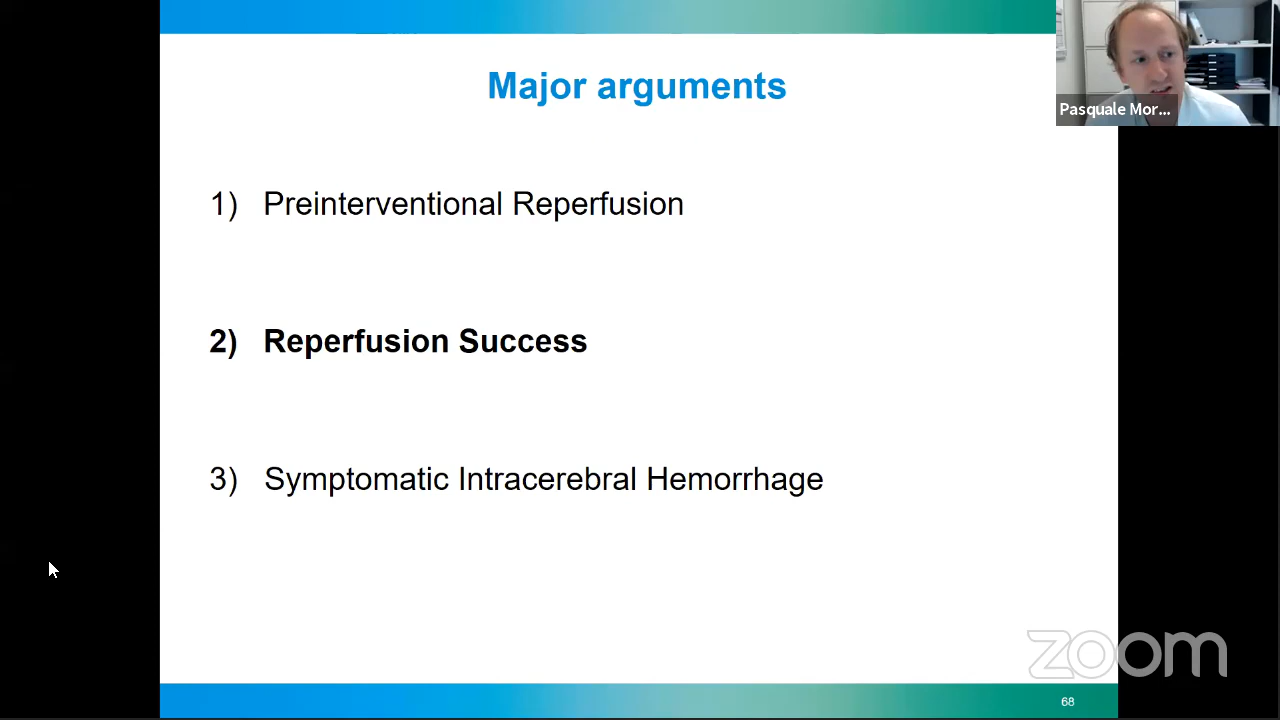 Major arguments
Pasquale Mor...
1) Preinterventional Reperfusion
2) Reperfusion Success
3) Symptomatic Intracerebral Hemorrhage
zoom
68